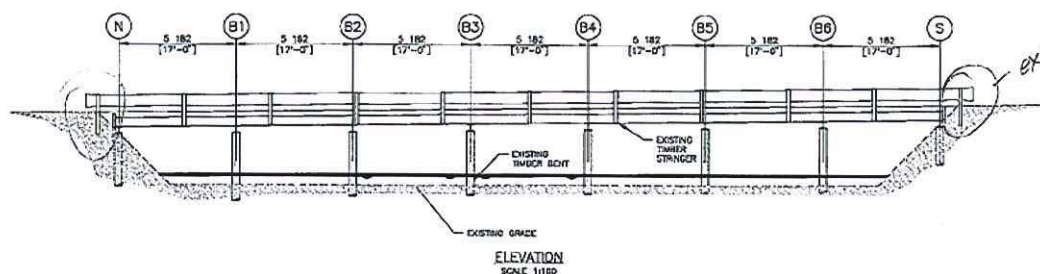 N B1 B2 B3 B4 B5 B6 S
5 182 5 182 5 182 5 182 5 182 5 182 5 182
[17'-0"] [17'-0"] [17'-0"] [17'-0"] [17'-0"] [17'-0"] [17'-0"]
ex
EXISTING
TIMBER
STRINGER
EXISTING
TIMBER BENT
EXISTING GRADE
ELEVATION
SCALE 1:100